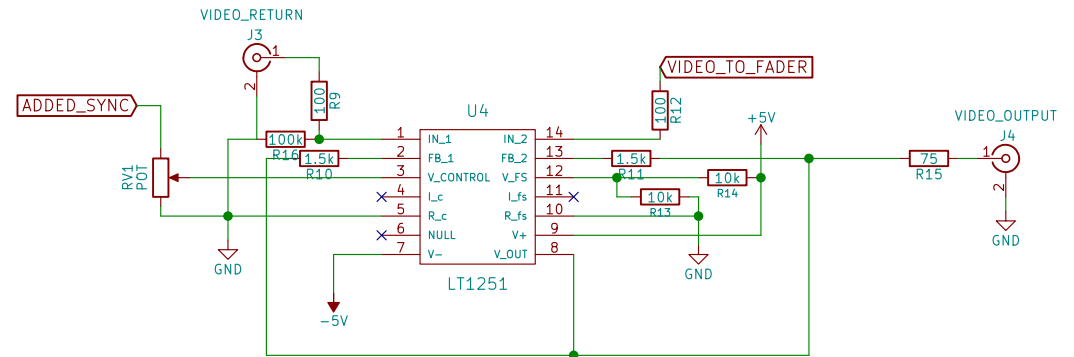 VIDEO_RETURN
J3
1
2
ADDED_SYNC
100
R9
100k
R16
1.5k
R10
RV1
POT
GND
-5V
U4
1 IN_1
2 FB_1
3 V_CONTROL
4 I_c
5 R_c
6 NULL
7 V-
IN_2 14
FB_2 13
V_FS 12
I_fs 11
R_fs 10
V+ 9
V_OUT 8
LT1251
VIDEO_TO_FADER
100
R12
1.5k
R11
10k
R14
10k
R13
+5V
GND
75
R15
VIDEO_OUTPUT
J4
1
2
GND